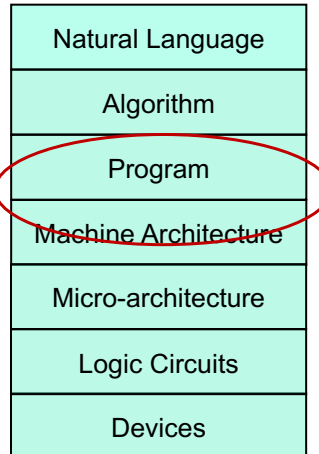 Natural Language
Algorithm
Program
Machine Architecture
Micro-architecture
Logic Circuits
Devices